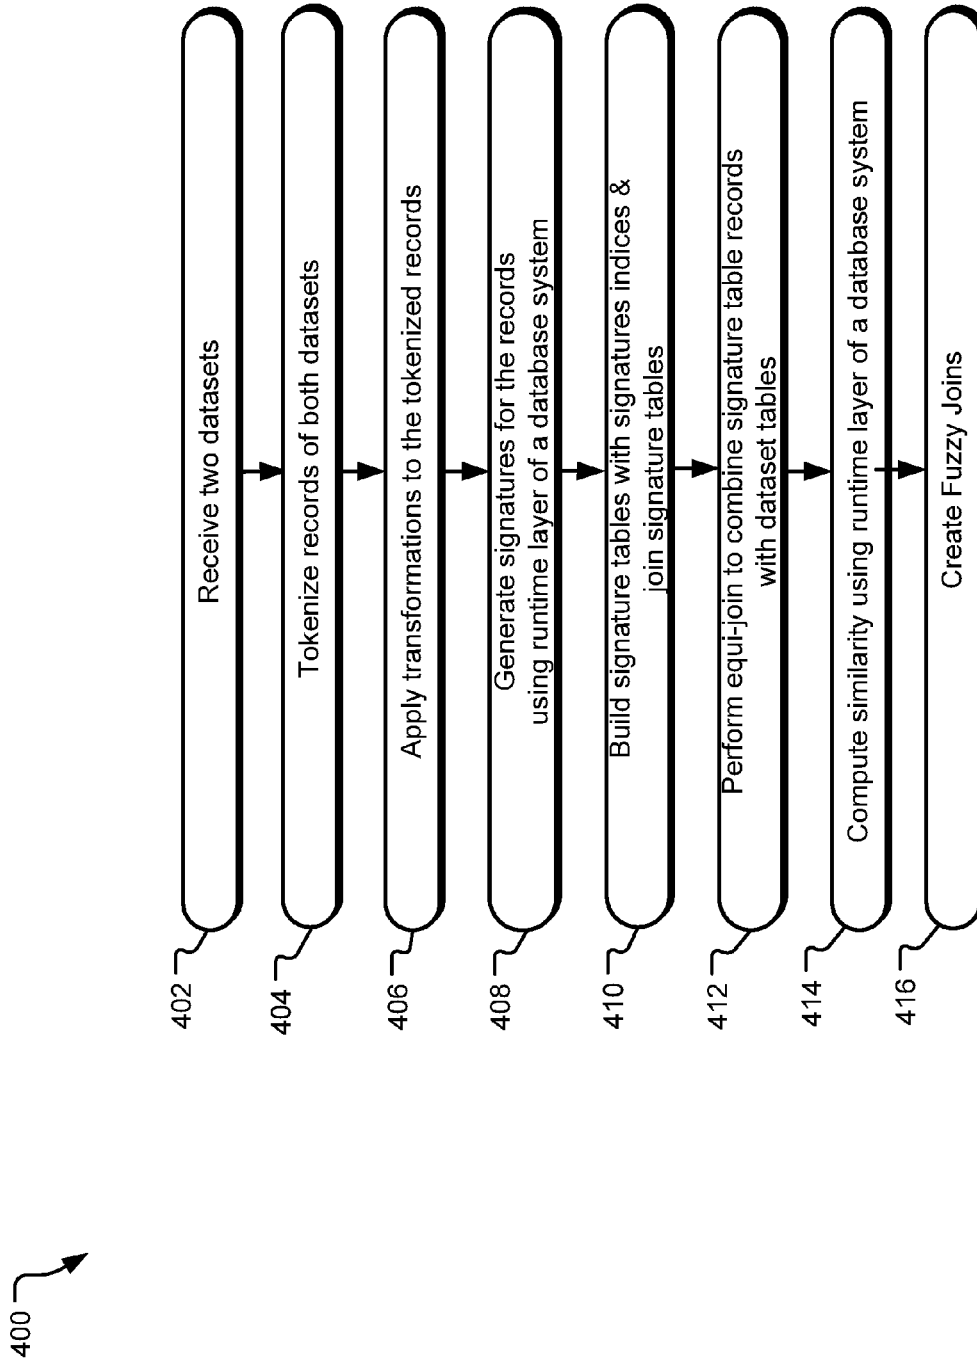 400
402
Receive two datasets
404
Tokenize records of both datasets
406
Apply transformations to the tokenized records
408
Generate signatures for the records
using runtime layer of a database system
410
Build signature tables with signatures indices &
join signature tables
412
Perform equi-join to combine signature table records
with dataset tables
414
Compute similarity using runtime layer of a database system
416
Create Fuzzy Joins